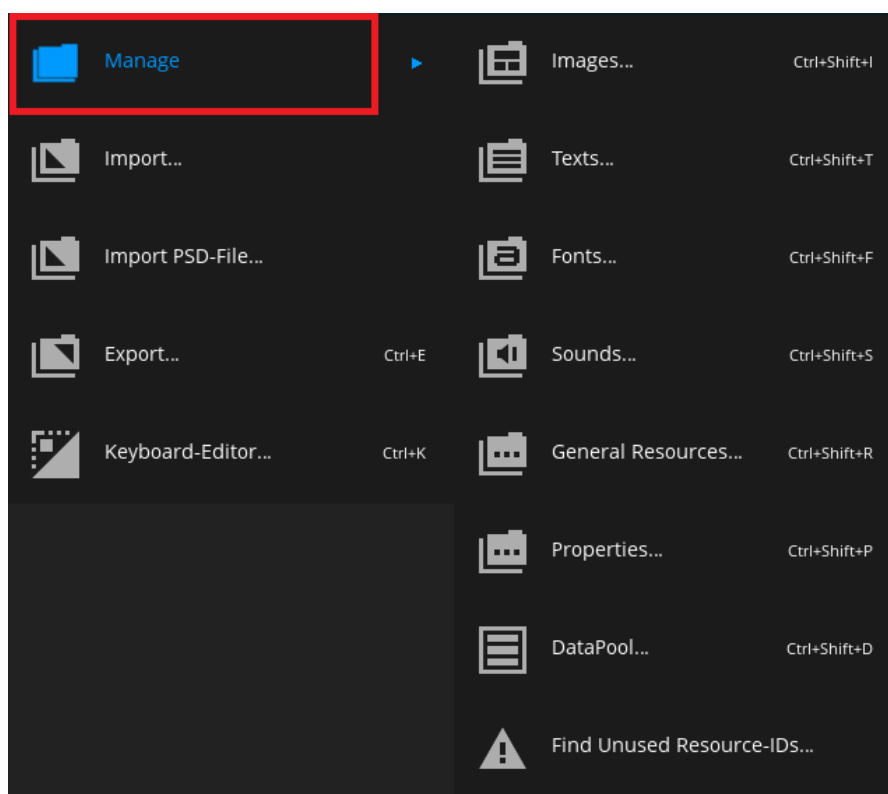 Manage
Import...
Import PSD-File...
Export... Ctrl+E
Keyboard-Editor... Ctrl+K
Images... Ctrl+Shift+I
Texts... Ctrl+Shift+T
Fonts... Ctrl+Shift+F
Sounds... Ctrl+Shift+S
General Resources... Ctrl+Shift+R
Properties... Ctrl+Shift+P
DataPool... Ctrl+Shift+D
Find Unused Resource-IDs...